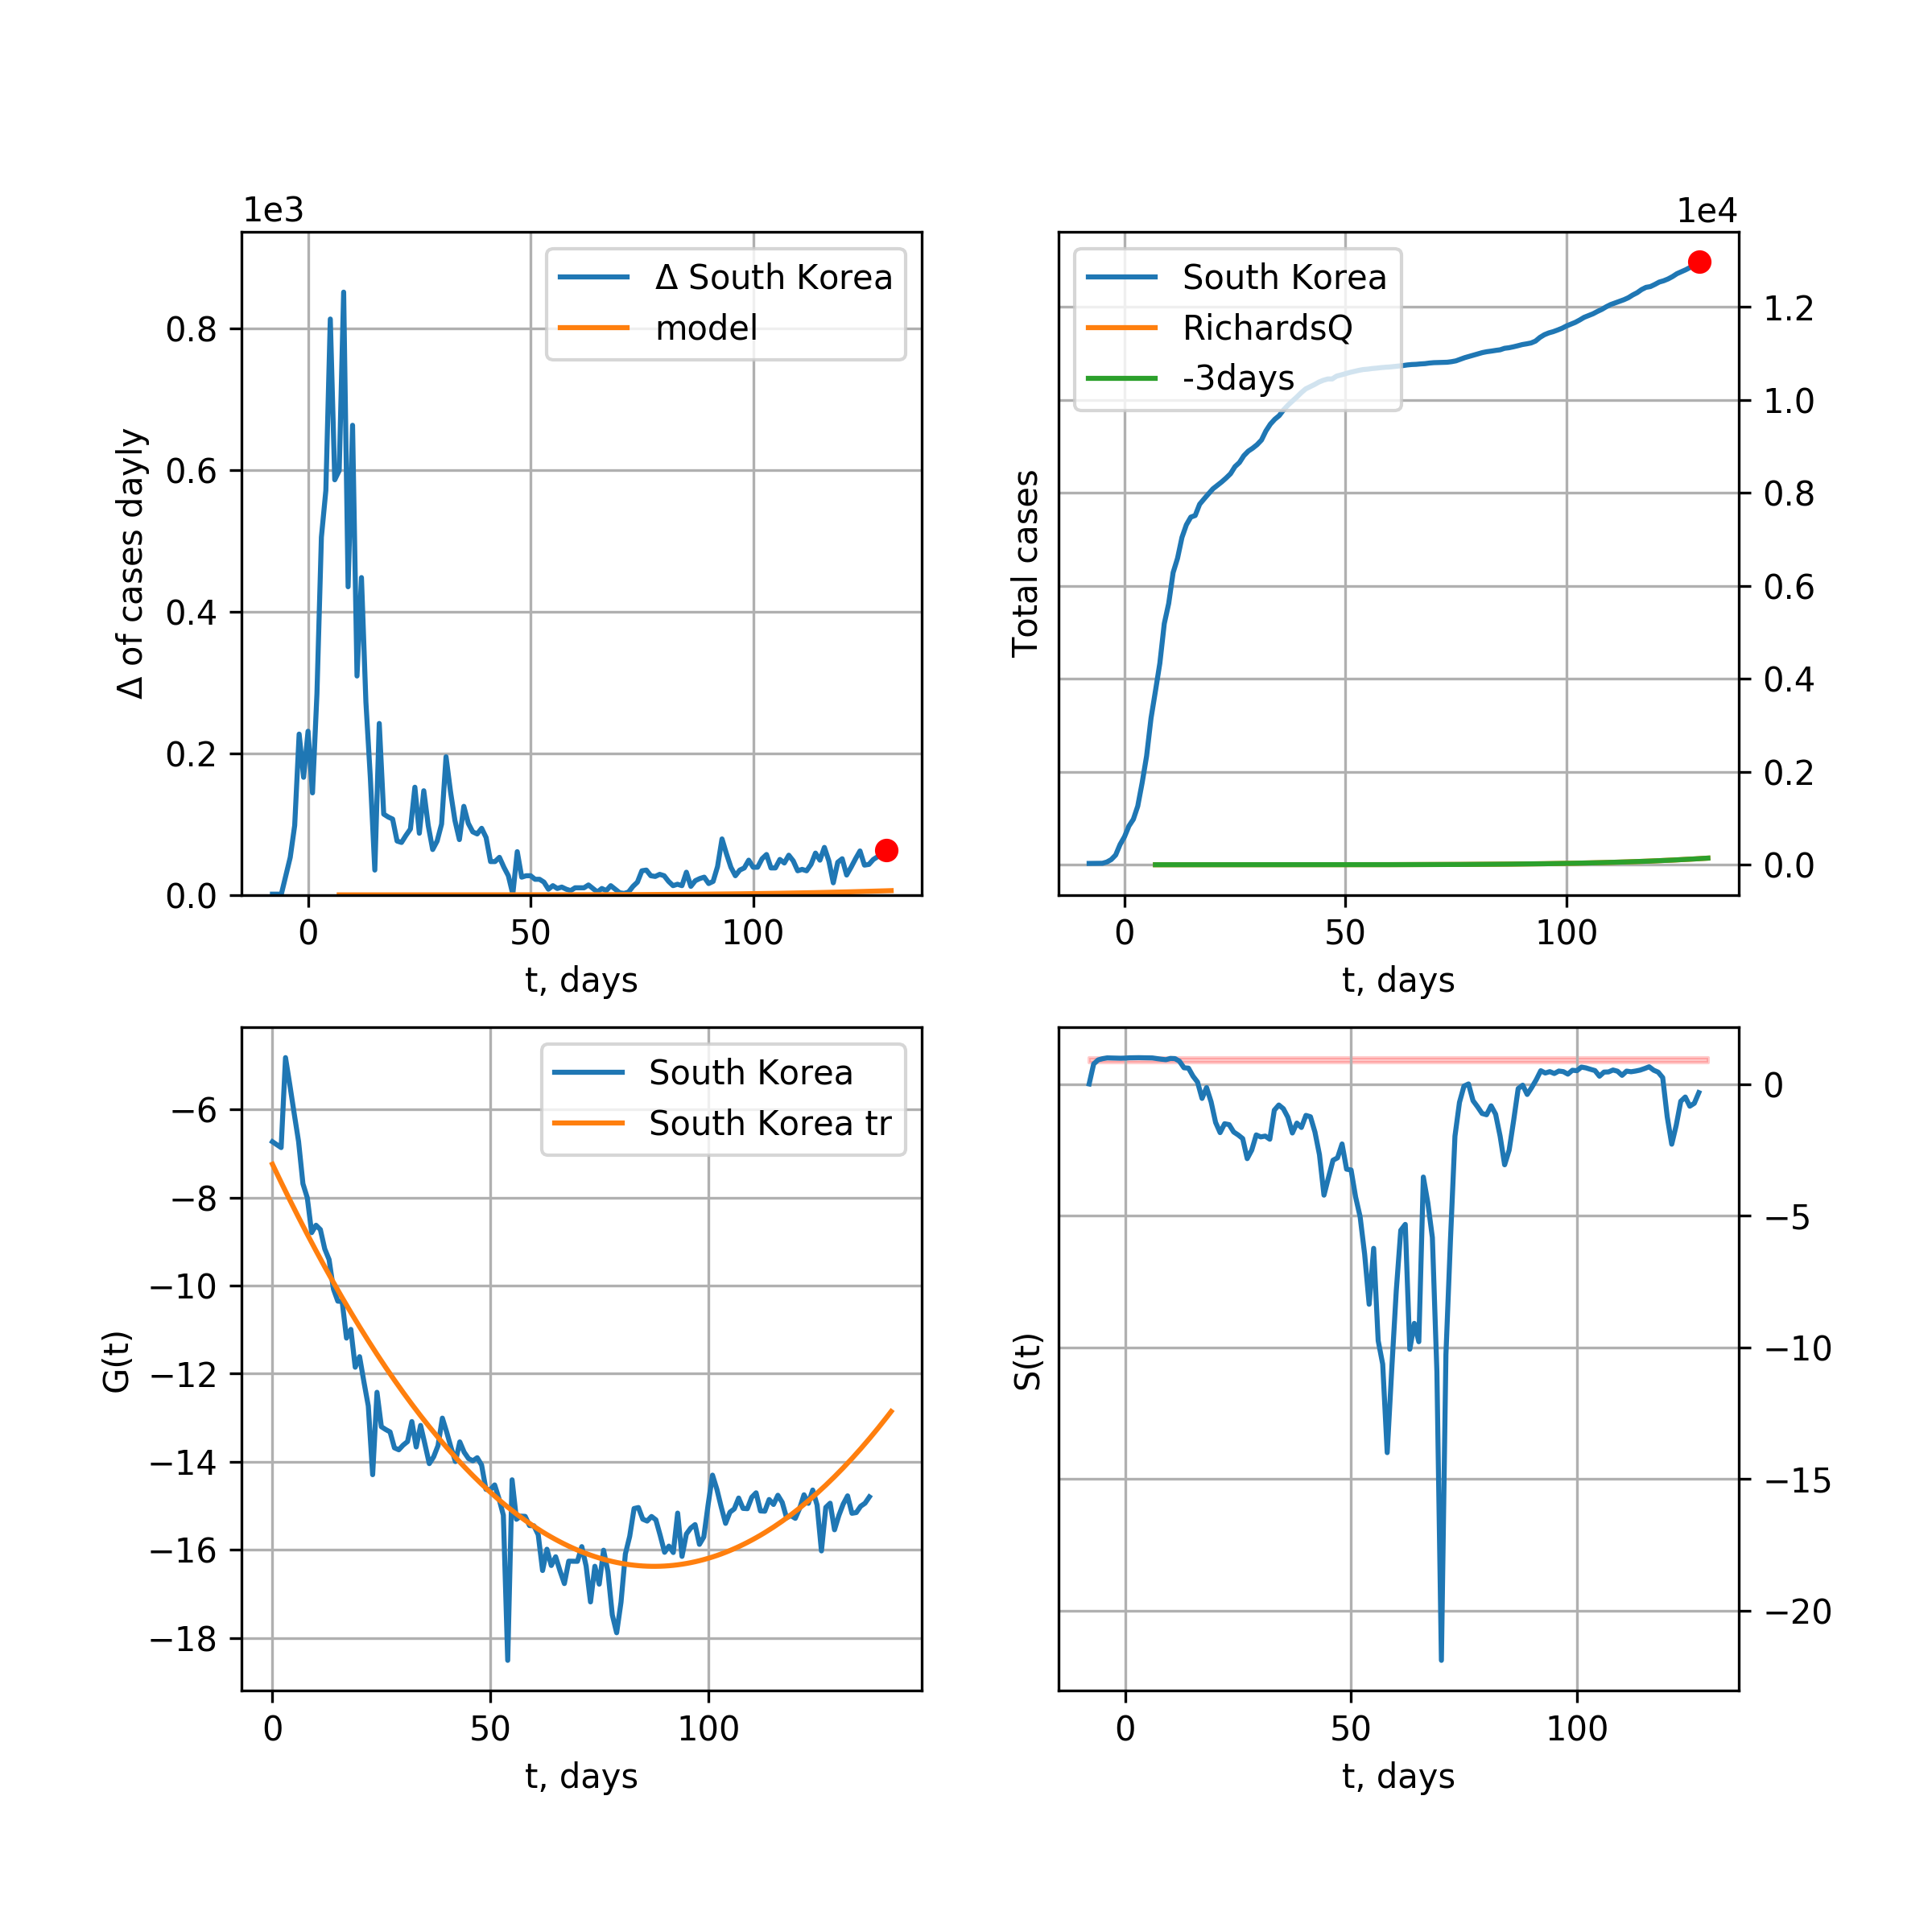 1e3
Δ South Korea
model
0.8
0.6
0.4
0.2
0.0
Δ of cases dayly
0
50
100
t, days
1e4
South Korea
RichardsQ
-3days
Total cases
1.2
1.0
0.8
0.6
0.4
0.2
0.0
0
50
100
t, days
South Korea
South Korea tr
−6
−8
−10
−12
−14
−16
−18
G(t)
0
50
100
t, days
S(t)
0
−5
−10
−15
−20
0
50
100
t, days